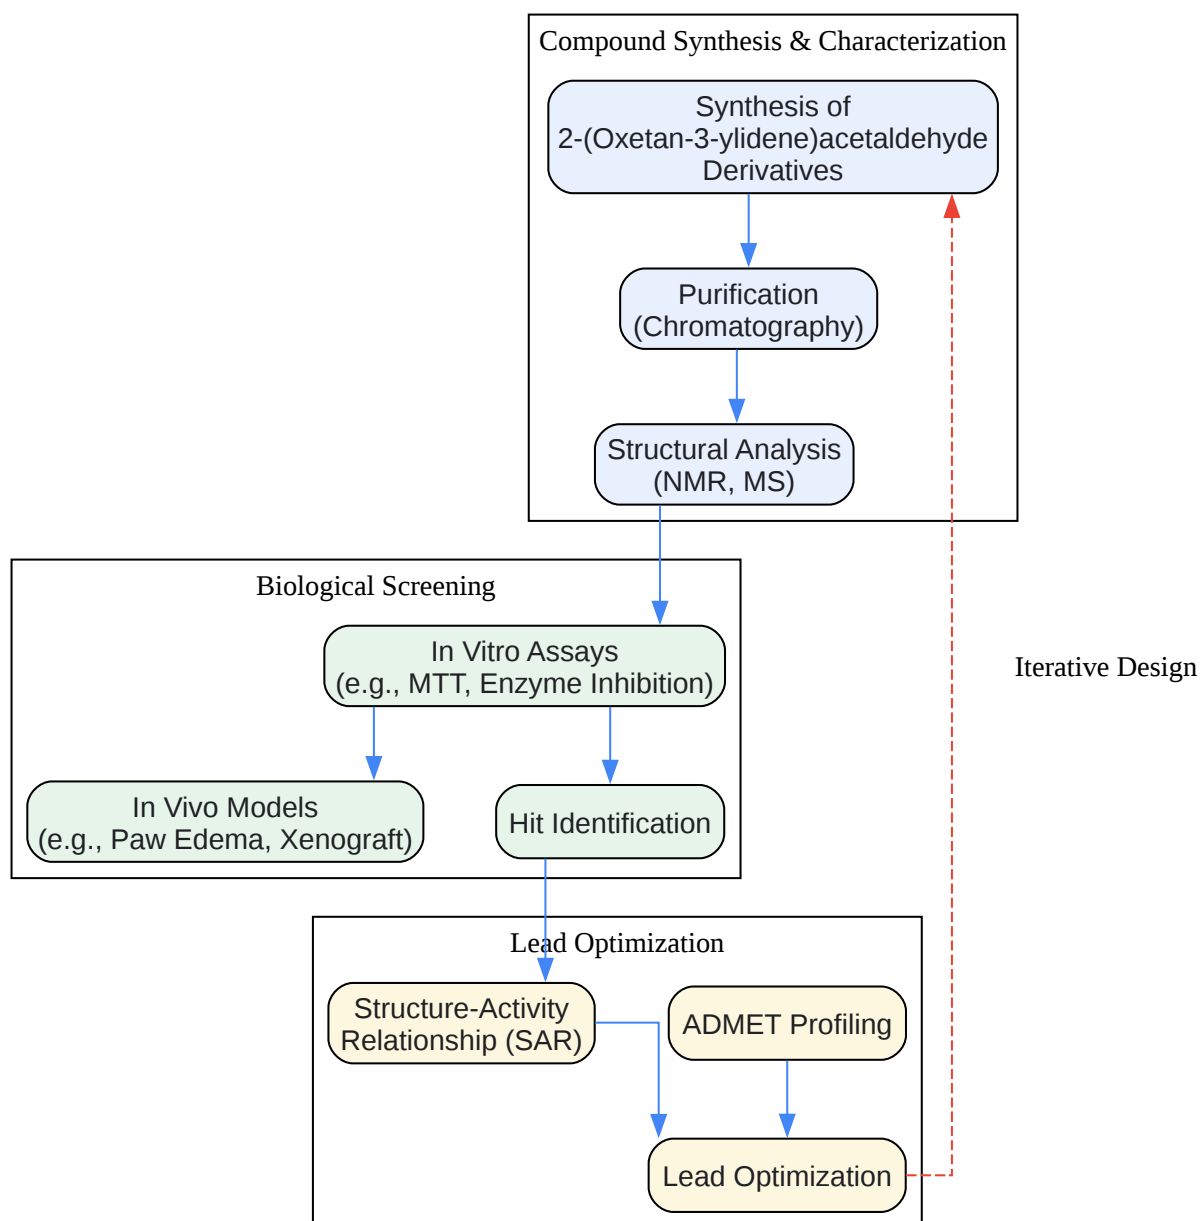 Compound Synthesis & Characterization
Synthesis of
2-(Oxetan-3-ylidene)acetaldehyde
Derivatives
Purification
(Chromatography)
Structural Analysis
(NMR, MS)
Biological Screening
In Vitro Assays
(e.g., MTT, Enzyme Inhibition)
Iterative Design
In Vivo Models
(e.g., Paw Edema, Xenograft)
Hit Identification
Lead Optimization
Structure-Activity
Relationship (SAR)
ADMET Profiling
Lead Optimization